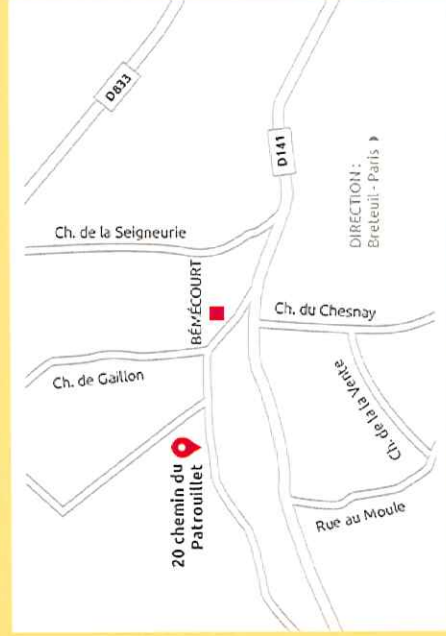 D833
D141
Ch. de la Seigneurie
DIRECTION :
Breteuil - Paris
BÉMÉCOURT
Ch. du Chesnay
Ch. de Gaillon
Ch. de la Vente
20 chemin du
Patrouillet
Rue au Moule